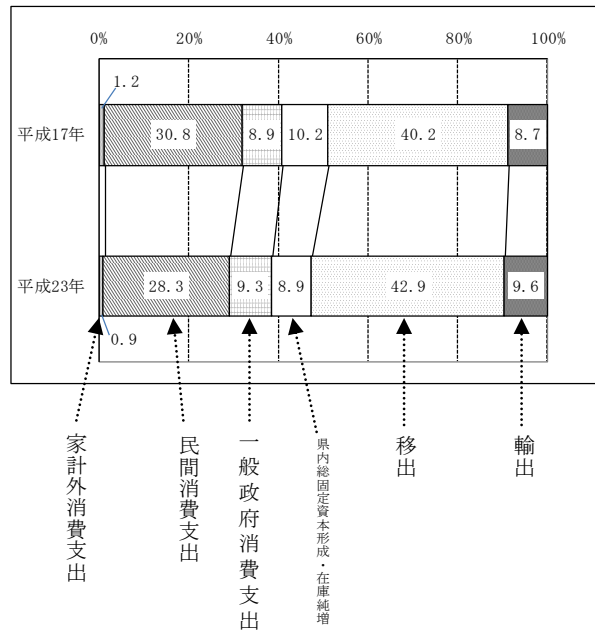 0% 20% 40% 60% 80% 100%
1.2
平成17年 30.8 8.9 10.2 40.2 8.7
平成23年 28.3 9.3 8.9 42.9 9.6
0.9
家計外消費支出
民間消費支出
一般政府消費支出
県内総固定資本形成・在庫純増
移出
輸出